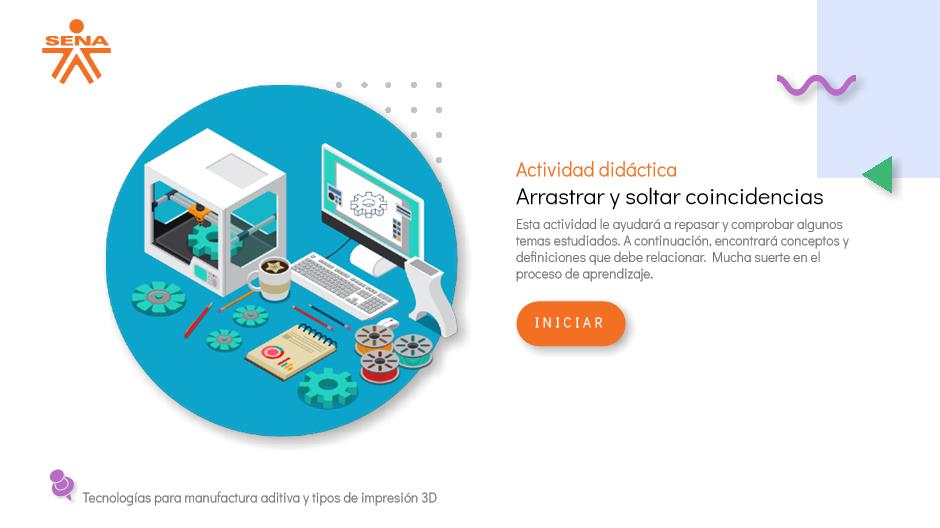 SENA
Actividad didáctica
Arrastrar y soltar coincidencias
Esta actividad le ayudará a repasar y comprobar algunos
temas estudiados. A continuación, encontrará conceptos y
definiciones que debe relacionar. Mucha suerte en el
proceso de aprendizaje.
INICIAR
Tecnologías para manufactura aditiva y tipos de impresión 3D